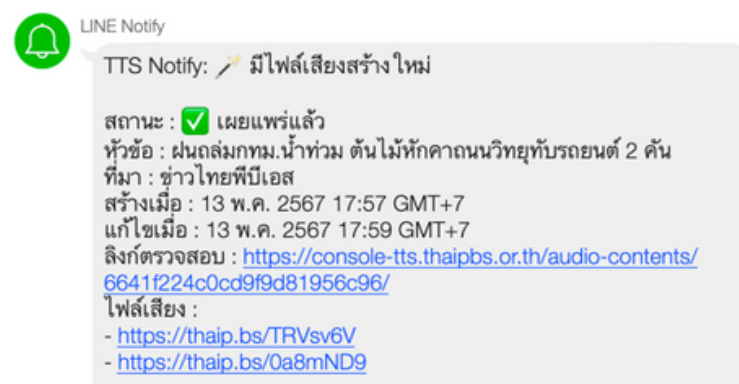 LINE Notify
TTS Notify: 🪄 มีไฟล์เสียงสร้างใหม่
สถานะ : ✅ เผยแพร่แล้ว
หัวข้อ : ฝนถล่มกทม.น้ำท่วม ต้นไม้หักคาถนนวิทยุทับรถยนต์ 2 คัน
ที่มา : ข่าวไทยพีบีเอส
สร้างเมื่อ : 13 พ.ค. 2567 17:57 GMT+7
แก้ไขเมื่อ : 13 พ.ค. 2567 17:59 GMT+7
ลิงก์ตรวจสอบ : https://console-tts.thaipbs.or.th/audio-contents/
6641f224c0cd9f9d81956c96/
ไฟล์เสียง :
- https://thaip.bs/TRVsv6V
- https://thaip.bs/0a8mND9